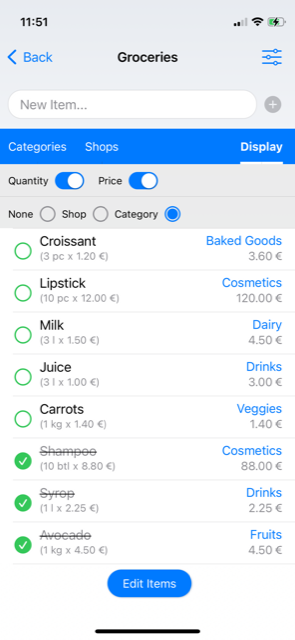 11:51
Back
Groceries
New Item...
Categories Shops Display
Quantity Price
None Shop Category
Croissant Baked Goods
(3 pc x 1.20 €) 3.60 €
Lipstick Cosmetics
(10 pc x 12.00 €) 120.00 €
Milk Dairy
(3 l x 1.50 €) 4.50 €
Juice Drinks
(3 l x 1.00 €) 3.00 €
Carrots Veggies
(1 kg x 1.40 €) 1.40 €
Shampoo Cosmetics
(10 btl x 8.80 €) 88.00 €
Syrop Drinks
(1 l x 2.25 €) 2.25 €
Avocado Fruits
(1 kg x 4.50 €) 4.50 €
Edit Items